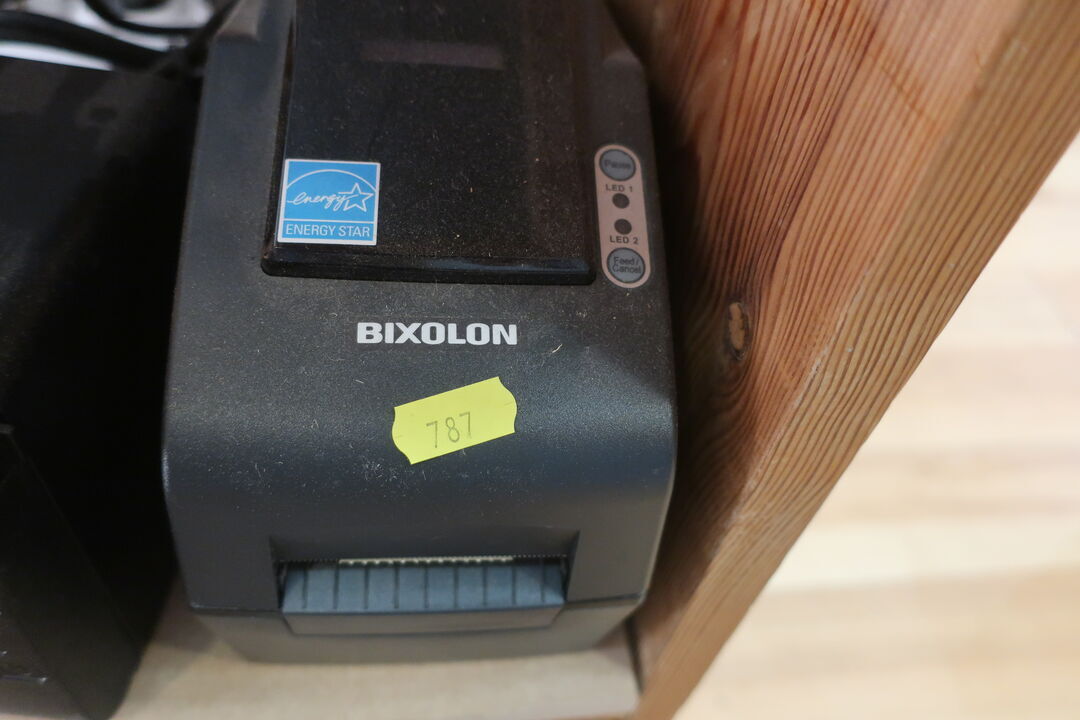 Pause
LED 1
LED 2
Feed/
Cancel
energy
ENERGY STAR
BIXOLON
787